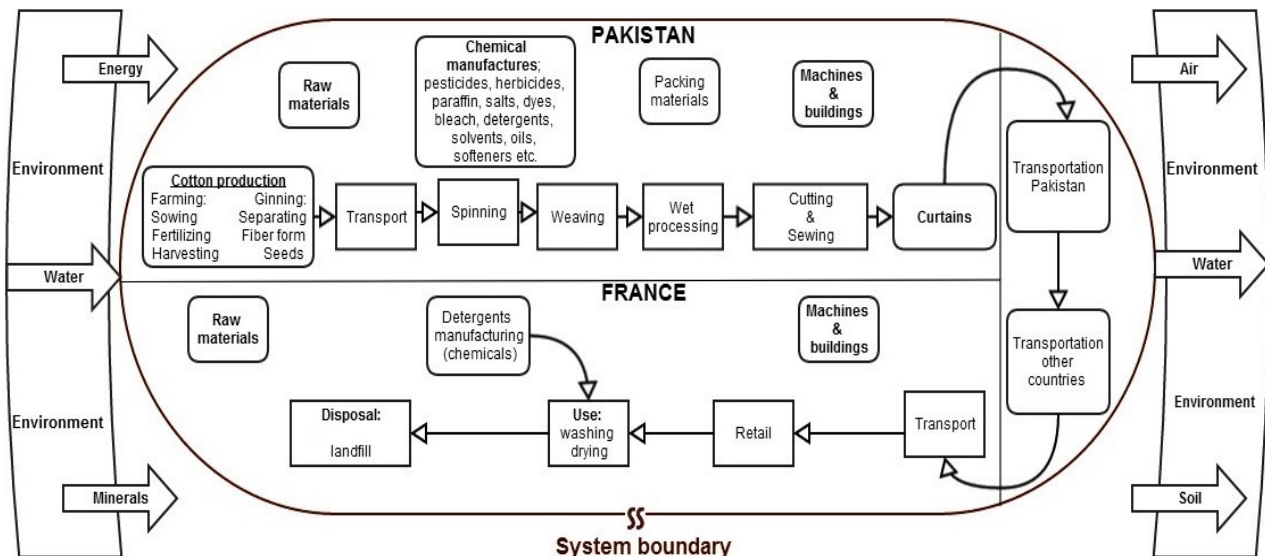 PAKISTAN
Energy
Environment
Water
Environment
Minerals
Raw
materials
Chemical
manufactures;
pesticides, herbicides,
paraffin, salts, dyes,
bleach, detergents,
solvents, oils,
softeners etc.
Packing
materials
Machines
&
buildings
Cotton production
Farming: Ginning:
Sowing Separating
Fertilizing Fiber form
Harvesting Seeds
Transport
Spinning
Weaving
Wet
processing
Cutting
&
Sewing
Curtains
Transportation
Pakistan
Transportation
other
countries
FRANCE
Raw
materials
Detergents
manufacturing
(chemicals)
Machines
&
buildings
Disposal:
landfill
Use:
washing
drying
Retail
Transport
Air
Environment
Water
Environment
Soil
System boundary